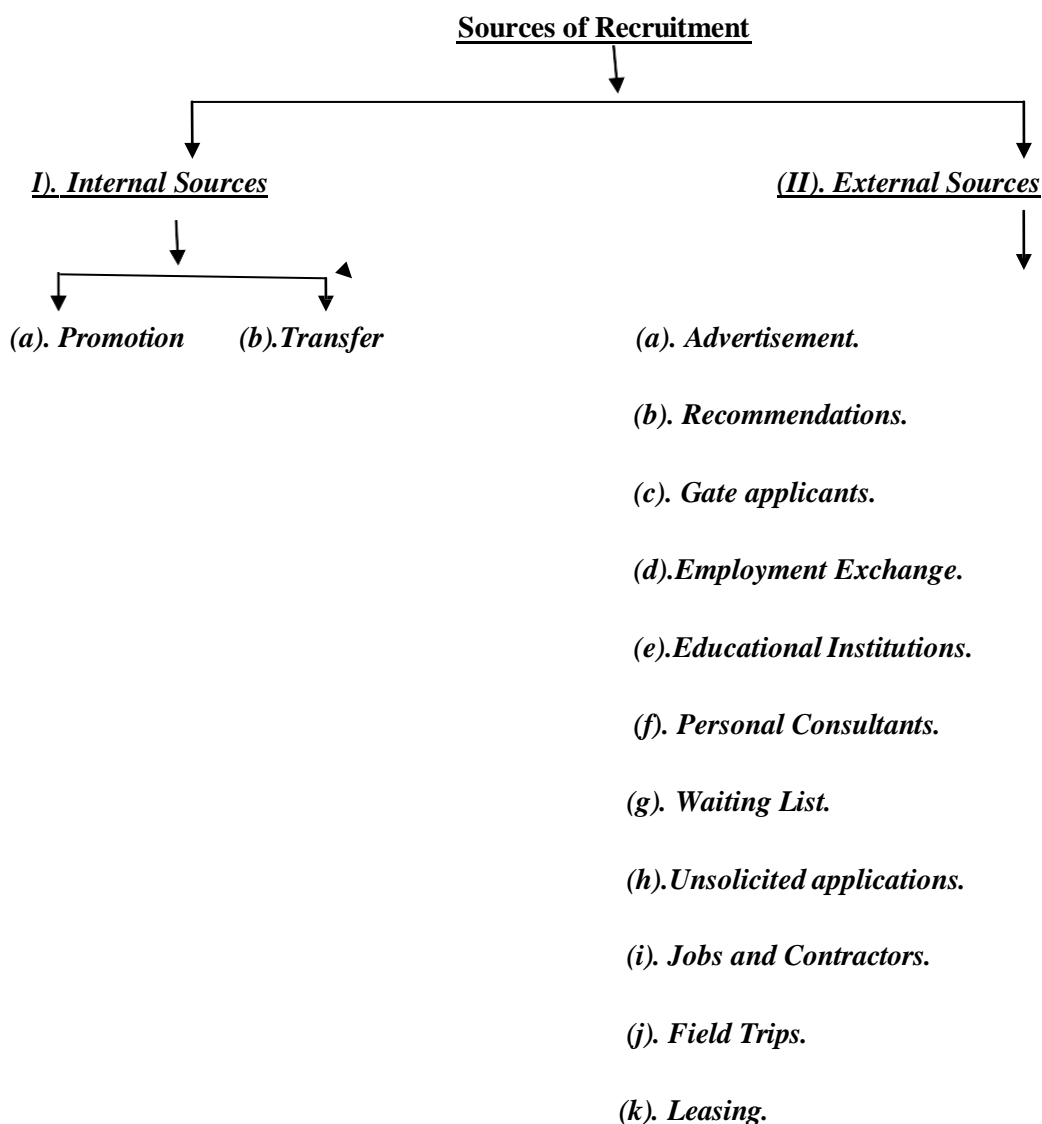 Sources of Recruitment
I). Internal Sources
(II). External Sources
(a). Promotion
(b).Transfer
(a). Advertisement.
(b). Recommendations.
(c). Gate applicants.
(d).Employment Exchange.
(e).Educational Institutions.
(f). Personal Consultants.
(g). Waiting List.
(h).Unsolicited applications.
(i). Jobs and Contractors.
(j). Field Trips.
(k). Leasing.